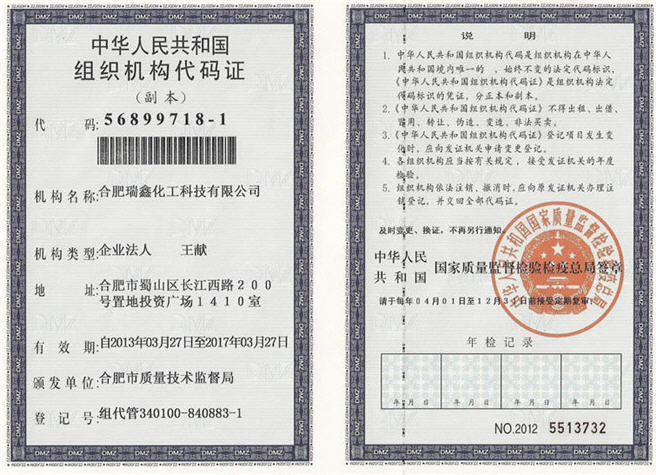 中华人民共和国
组织机构代码证
(副本)
代 码:56899718-1
机构名称:合肥瑞鑫化工科技有限公司
机构类型:企业法人 王献
地 址:合肥市蜀山区长江西路200
号置地投资广场1410室
有 效 期:自2013年03月27日至2017年03月27日
颁发单位:合肥市质量技术监督局
登 记 号:组代管340100-840883-1
说 明
1. 中华人民共和国组织机构代码是组织机构在中华人
民共和国境内唯一的、始终不变的法定代码标识,
《中华人民共和国组织机构代码证》是组织机构法定
代码标识的凭证,分正本和副本。
2. 《中华人民共和国组织机构代码证》不得出租、出借、
冒用、转让、伪造、变造、非法买卖。
3. 《中华人民共和国组织机构代码证》登记项目发生变
化时,应向发证机关申请变更登记。
4. 各组织机构应当按有关规定,接受发证机关的年度
检验。
5. 组织机构依法注销、撤消时,应向原发证机关办理注
销登记,并交回全部代码证。
及时变更、换证,不再另行通知
中华人民
共和国 国家质量监督检验检疫总局签章
请于每年04月01日至12月31日前接受定期复审
年检记录
年 月 日 年 月 日 年 月 日 年 月 日
NO.2012 5513732